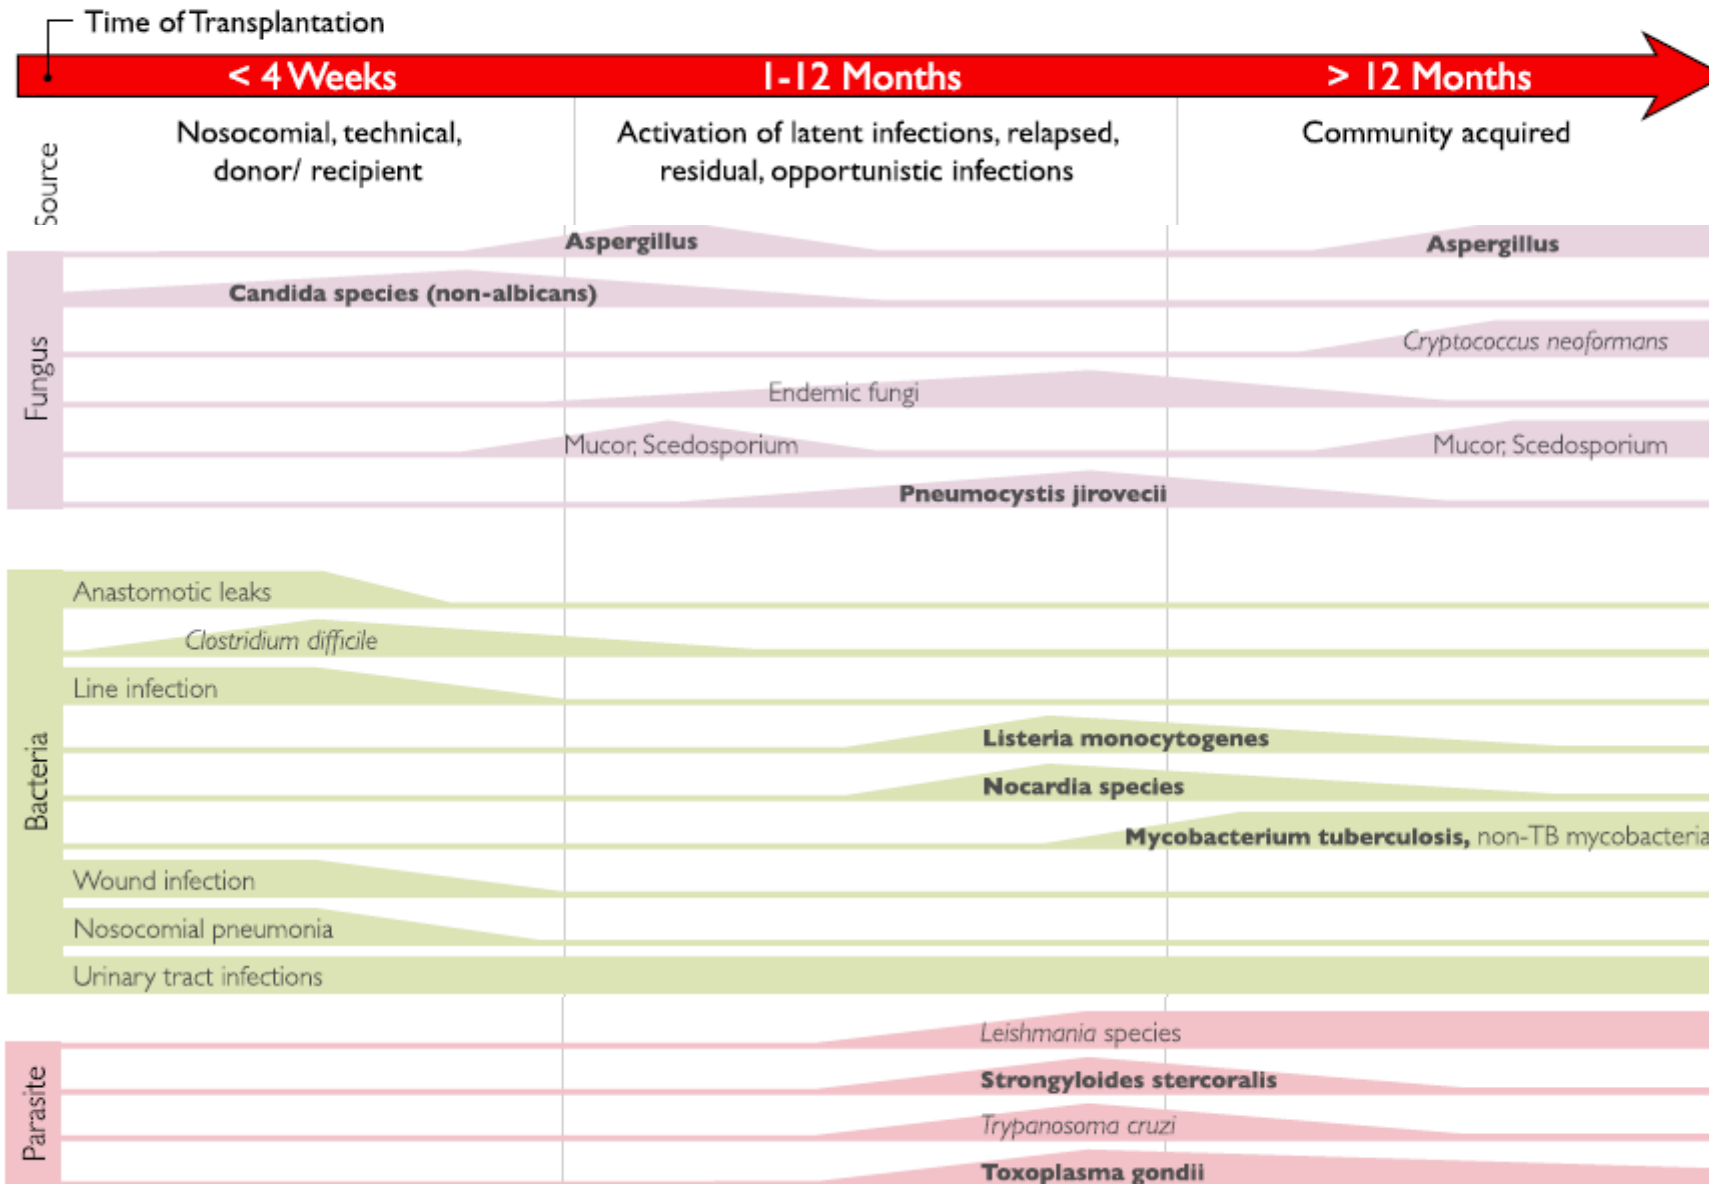 Time of Transplantation
< 4 Weeks
1-12 Months
> 12 Months
Source
Nosocomial, technical,
donor/ recipient
Activation of latent infections, relapsed,
residual, opportunistic infections
Community acquired
Fungus
Aspergillus
Aspergillus
Candida species (non-albicans)
Cryptococcus neoformans
Endemic fungi
Mucor, Scedosporium
Mucor, Scedosporium
Pneumocystis jirovecii
Bacteria
Anastomotic leaks
Clostridium difficile
Line infection
Listeria monocytogenes
Nocardia species
Mycobacterium tuberculosis, non-TB mycobacteria
Wound infection
Nosocomial pneumonia
Urinary tract infections
Parasite
Leishmania species
Strongyloides stercoralis
Trypanosoma cruzi
Toxoplasma gondii